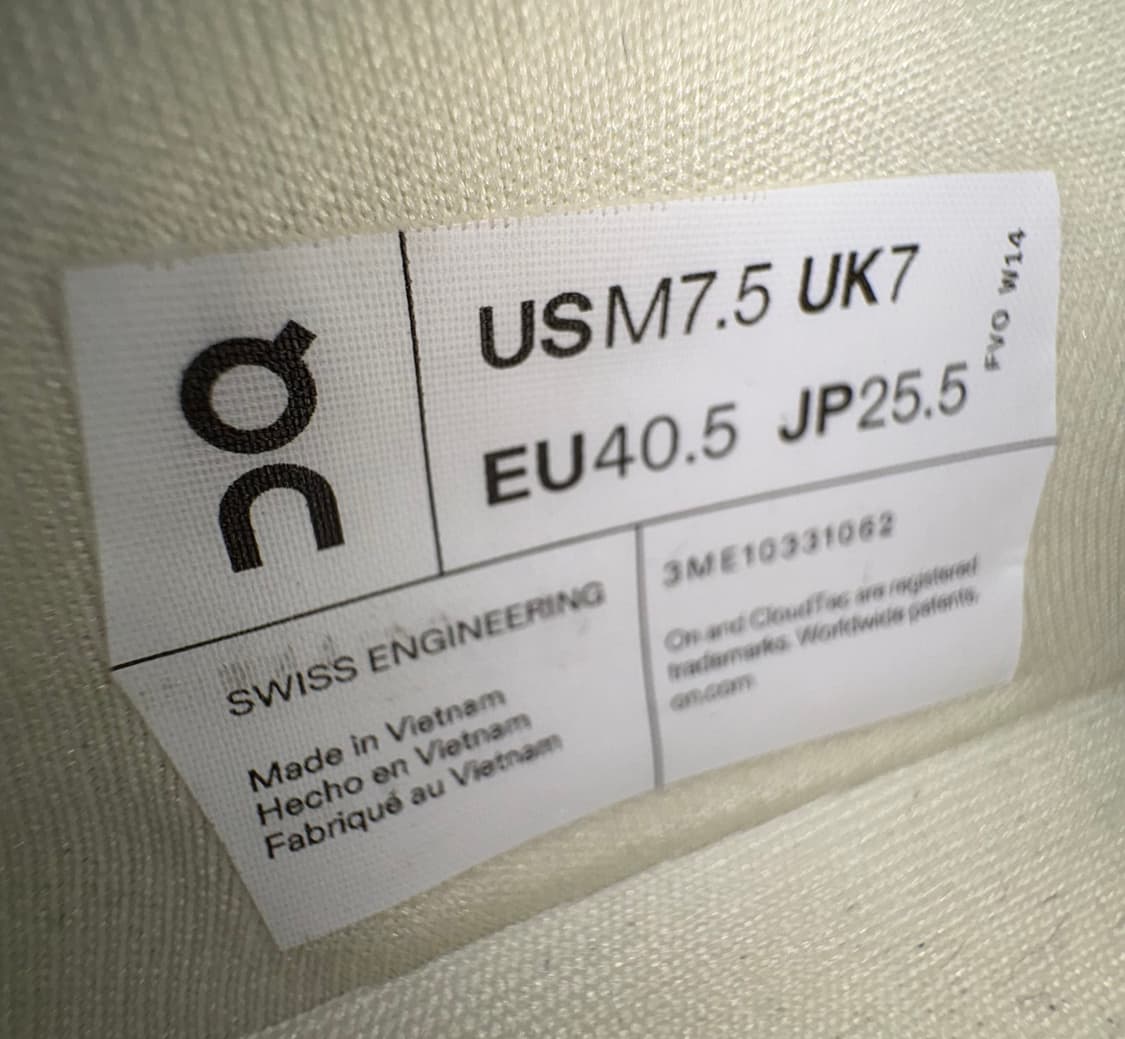 On
USM7.5 UK7
EU40.5 JP25.5
FVO W14
SWISS ENGINEERING
Made in Vietnam
Hecho en Vietnam
Fabriqué au Vietnam
3ME10331062
On and CloudTec are registered
trademarks. Worldwide patents.
on.com